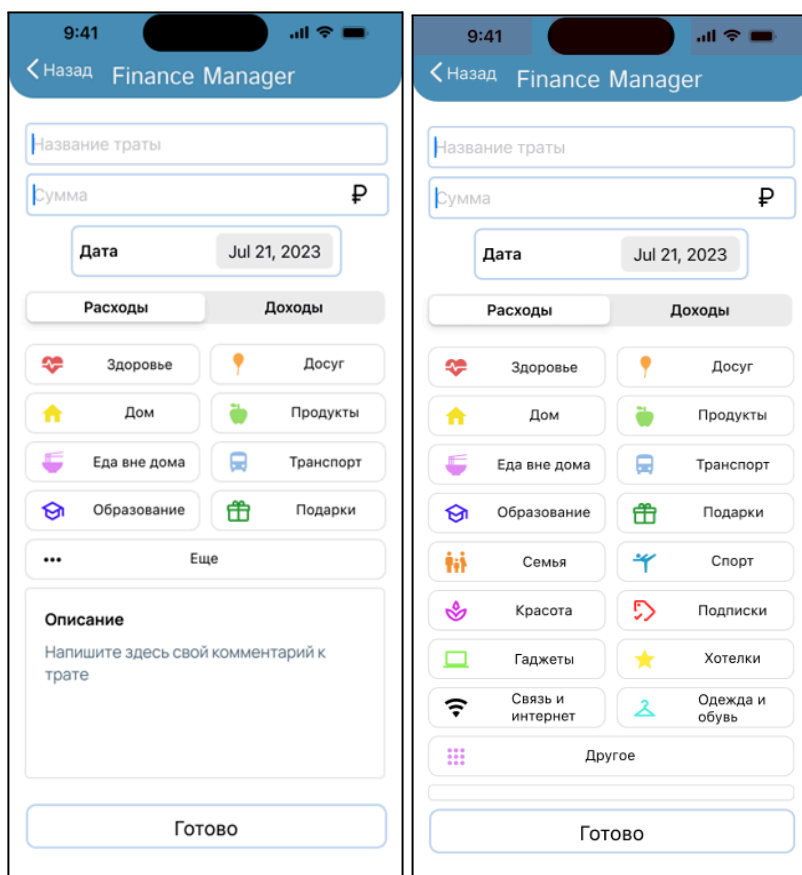 9:41
Назад
Finance Manager
Название траты
Сумма ₽
Дата Jul 21, 2023
Расходы Доходы
Здоровье Досуг
Дом Продукты
Еда вне дома Транспорт
Образование Подарки
Еще
Описание
Напишите здесь свой комментарий к
трате
Готово
9:41
Назад
Finance Manager
Название траты
Сумма ₽
Дата Jul 21, 2023
Расходы Доходы
Здоровье Досуг
Дом Продукты
Еда вне дома Транспорт
Образование Подарки
Семья Спорт
Красота Подписки
Гаджеты Хотелки
Связь и
интернет
Одежда и
обувь
Другое
Готово